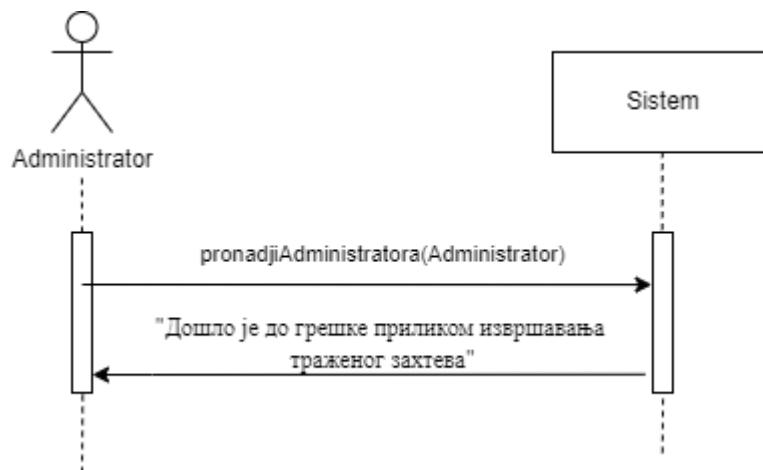 Administrator
Sistem
pronadjiAdministratora(Administrator)
"Дошло је до грешке приликом извршавања
траженог захтева"